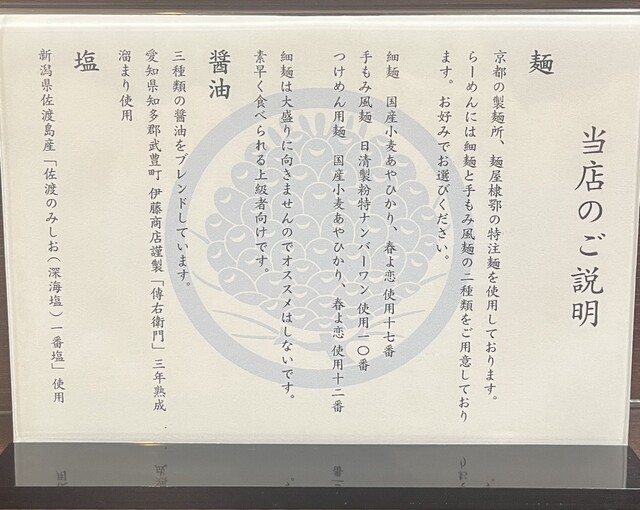 当店のご説明
麺
京都の製麺所、麺屋棣鄂の特注麺を使用しております。
らーめんには細麺と手もみ風麺の二種類をご用意しており
ます。お好みでお選びください。
細麺　国産小麦あやひかり、春よ恋 使用十七番
手もみ風麺　日清製粉特ナンバーワン 使用一〇番
つけめん用麺　国産小麦あやひかり、春よ恋 使用十二番
細麺は大盛りに向きませんのでオススメはしないです。
素早く食べられる上級者向けです。
醤油
三種類の醤油をブレンドしています。
愛知県知多郡武豊町 伊藤商店謹製「傳右衛門」三年熟成
溜まり使用
塩
新潟県佐渡島産「佐渡のみしお（深海塩）一番塩」使用